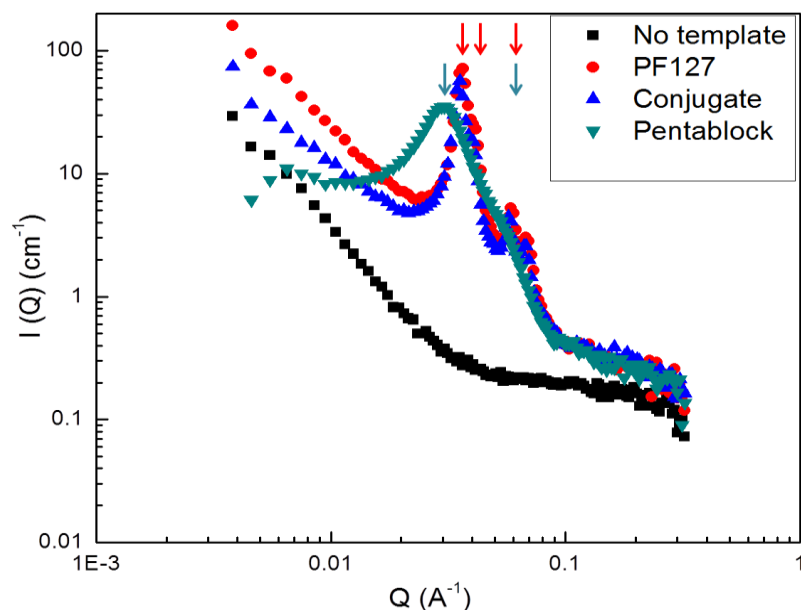 No template
PF127
Conjugate
Pentablock
100
10
1
0.1
0.01
1E-3
0.01
0.1
1
I (Q) (cm⁻¹)
Q (A⁻¹)